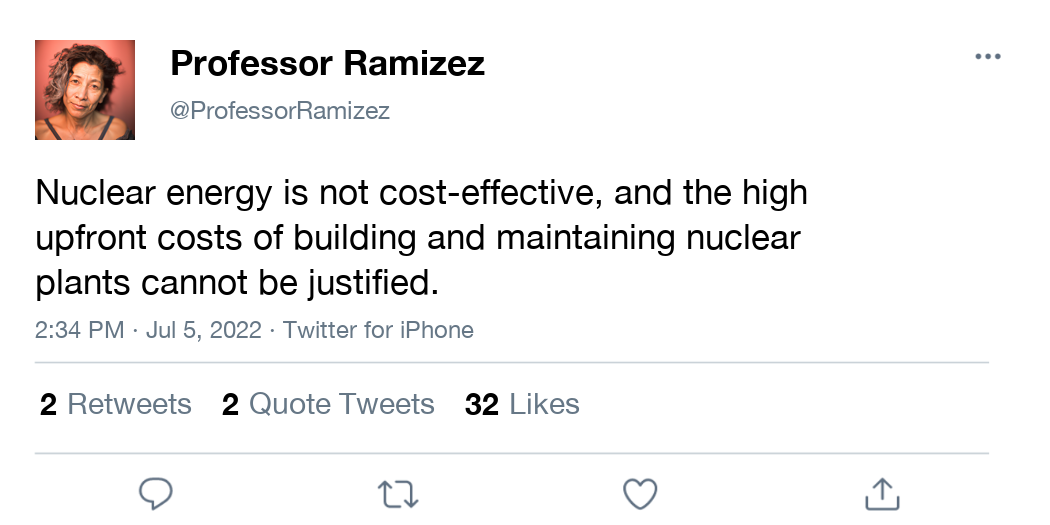 Professor Ramizez
@ProfessorRamizez
Nuclear energy is not cost-effective, and the high
upfront costs of building and maintaining nuclear
plants cannot be justified.
2:34 PM · Jul 5, 2022 · Twitter for iPhone
2 Retweets 2 Quote Tweets 32 Likes